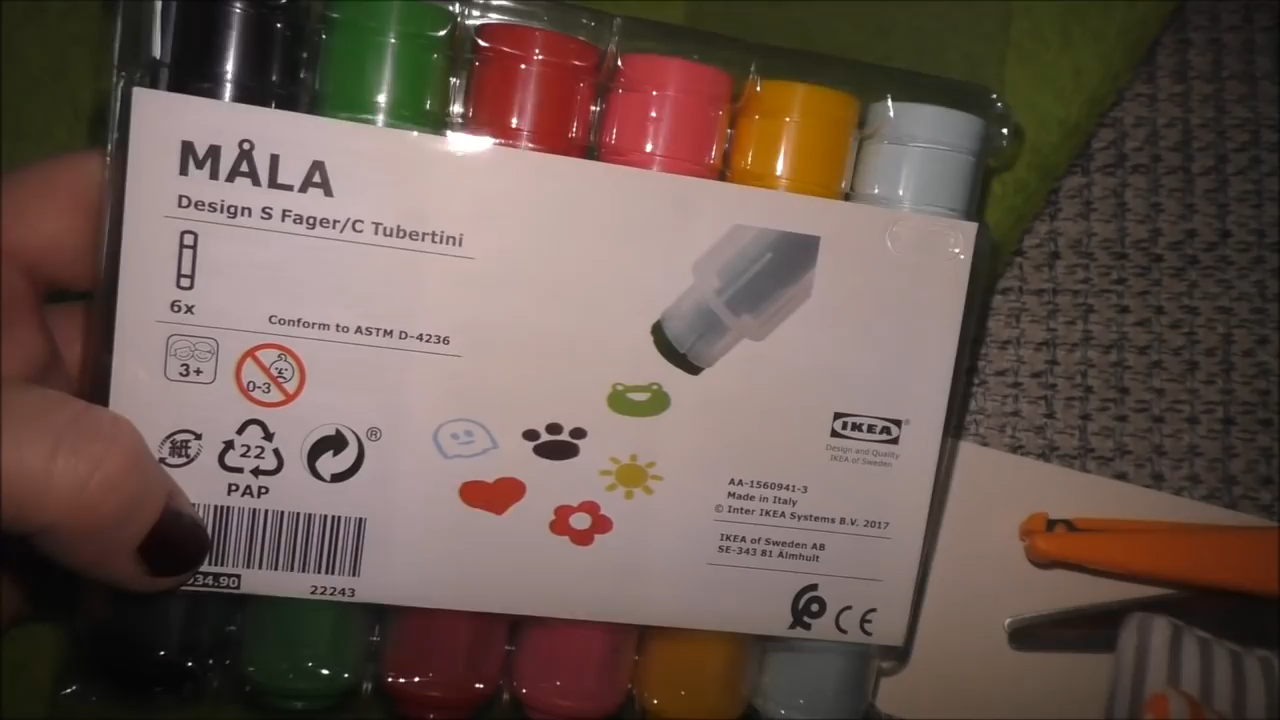 MÅLA
Design S Fager/C Tubertini
6x
Conform to ASTM D-4236
3+
0-3
紙
22
PAP
®
34.90
22243
IKEA®
Design and Quality
IKEA of Sweden
AA-1560941-3
Made in Italy
© Inter IKEA Systems B.V. 2017
IKEA of Sweden AB
SE-343 81 Älmhult
CE